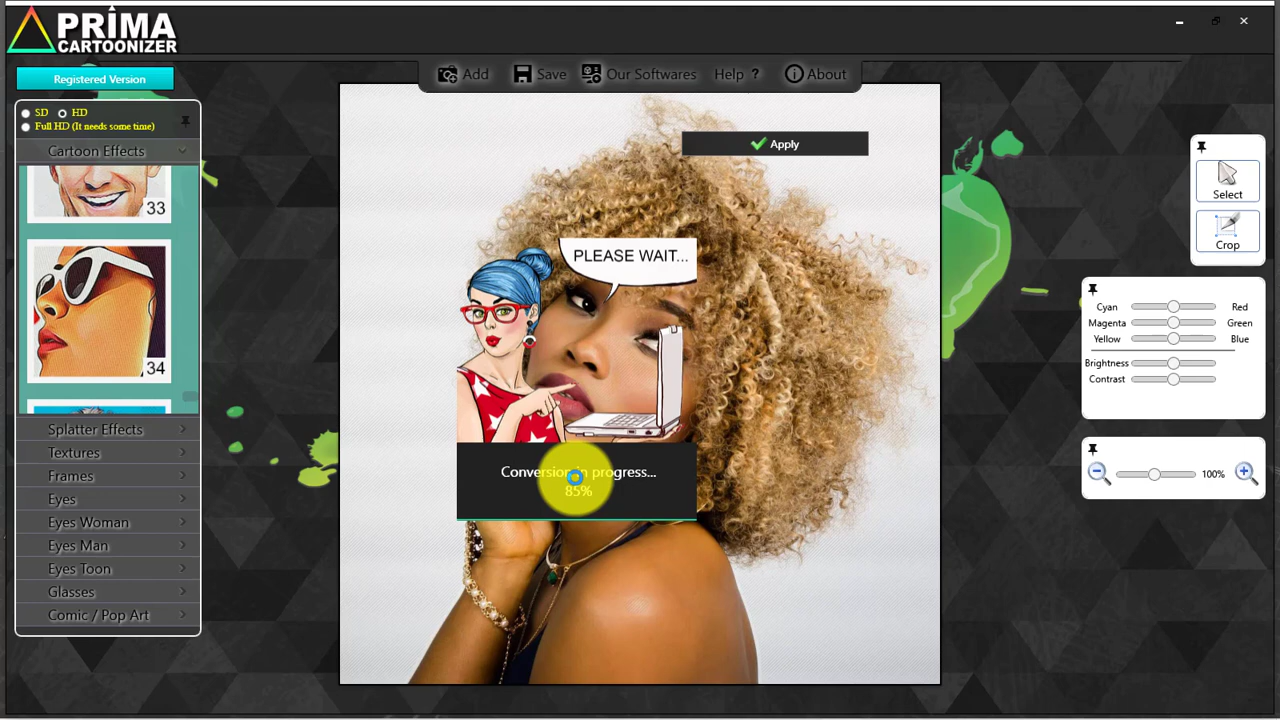 PRIMA
CARTOONIZER
Registered Version
Add
Save
Our Softwares
Help ?
About
SD
HD
Full HD (It needs some time)
Cartoon Effects
33
34
Splatter Effects
Textures
Frames
Eyes
Eyes Woman
Eyes Man
Eyes Toon
Glasses
Comic / Pop Art
Apply
PLEASE WAIT...
Conversion in progress...
85%
Select
Crop
Cyan Red
Magenta Green
Yellow Blue
Brightness
Contrast
100%